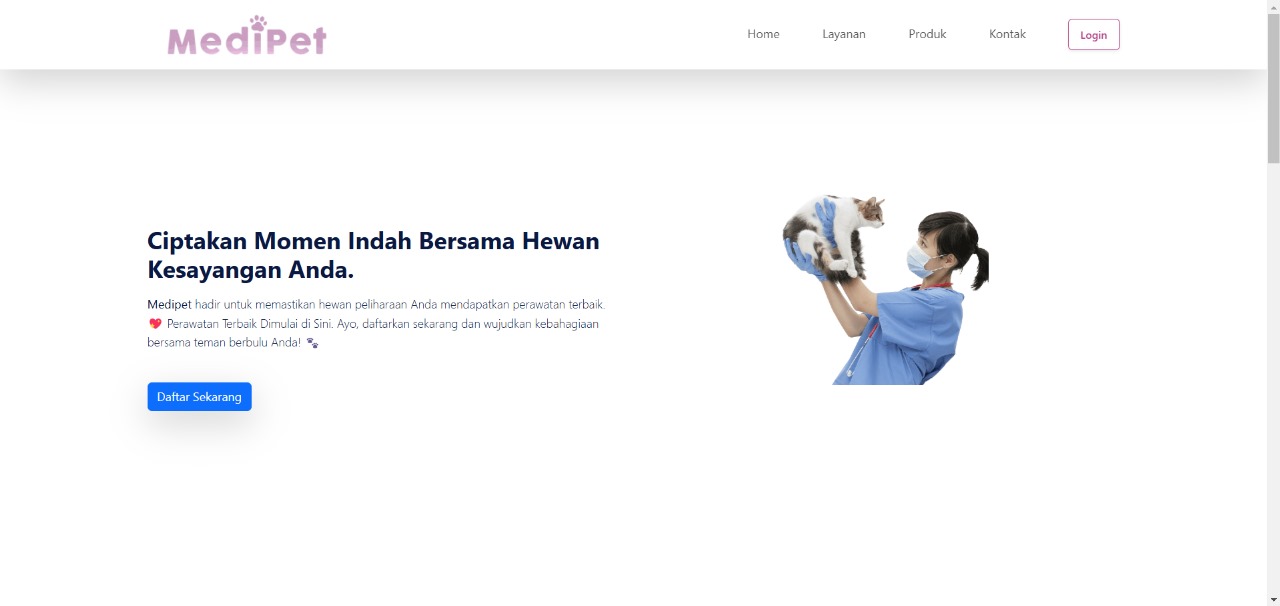 MediPet
Home
Layanan
Produk
Kontak
Login
Ciptakan Momen Indah Bersama Hewan
Kesayangan Anda.
Medipet hadir untuk memastikan hewan peliharaan Anda mendapatkan perawatan terbaik.
💖 Perawatan Terbaik Dimulai di Sini. Ayo, daftarkan sekarang dan wujudkan kebahagiaan
bersama teman berbulu Anda! 🐾
Daftar Sekarang